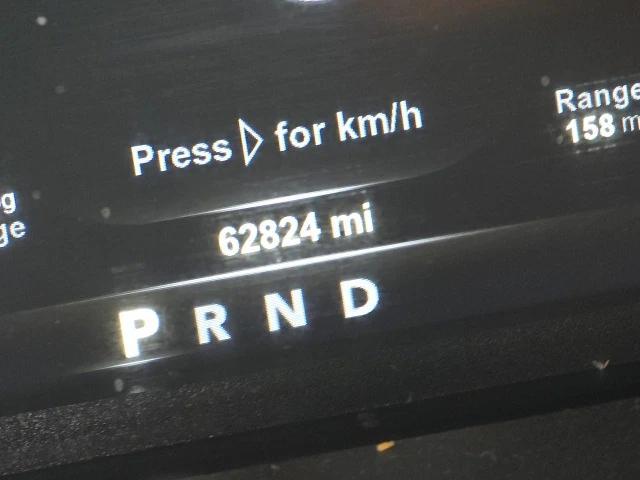 Press ▷ for km/h
Range
158 m
62824 mi
P R N D